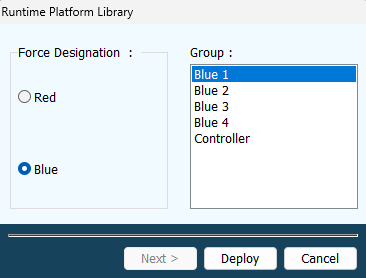 Runtime Platform Library
Force Designation :
Red
Blue
Group :
Blue 1
Blue 2
Blue 3
Blue 4
Controller
Next >
Deploy
Cancel